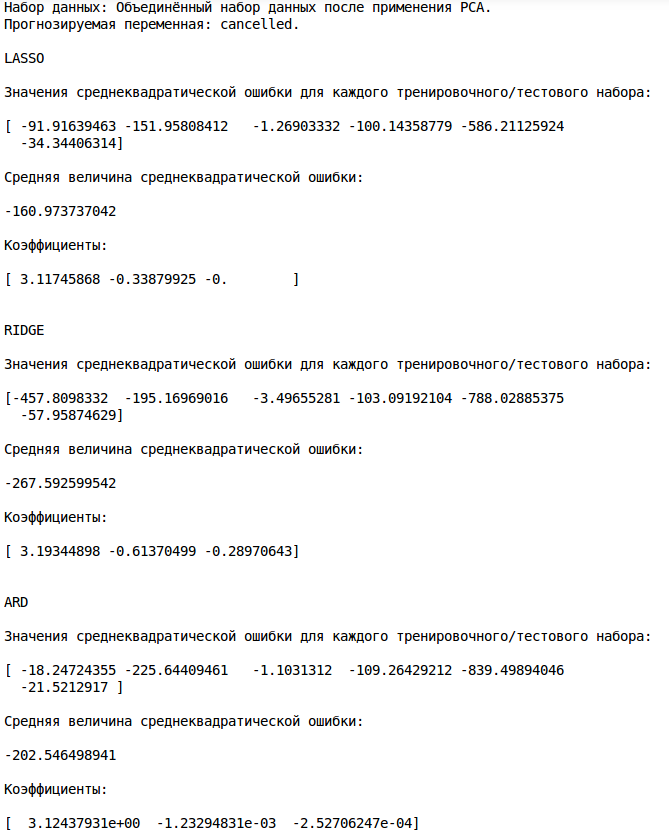 Набор данных: Объединённый набор данных после применения PCA.
Прогнозируемая переменная: cancelled.
LASSO
Значения среднеквадратической ошибки для каждого тренировочного/тестового набора:
[ -91.91639463 -151.95808412   -1.26903332 -100.14358779 -586.21125924
  -34.34406314]
Средняя величина среднеквадратической ошибки:
-160.973737042
Коэффициенты:
[ 3.11745868 -0.33879925 -0.        ]
RIDGE
Значения среднеквадратической ошибки для каждого тренировочного/тестового набора:
[-457.8098332  -195.16969016   -3.49655281 -103.09192104 -788.02885375
  -57.95874629]
Средняя величина среднеквадратической ошибки:
-267.592599542
Коэффициенты:
[ 3.19344898 -0.61370499 -0.28970643]
ARD
Значения среднеквадратической ошибки для каждого тренировочного/тестового набора:
[ -18.24724355 -225.64409461   -1.1031312  -109.26429212 -839.49894046
  -21.5212917 ]
Средняя величина среднеквадратической ошибки:
-202.546498941
Коэффициенты:
[  3.12437931e+00  -1.23294831e-03  -2.52706247e-04]